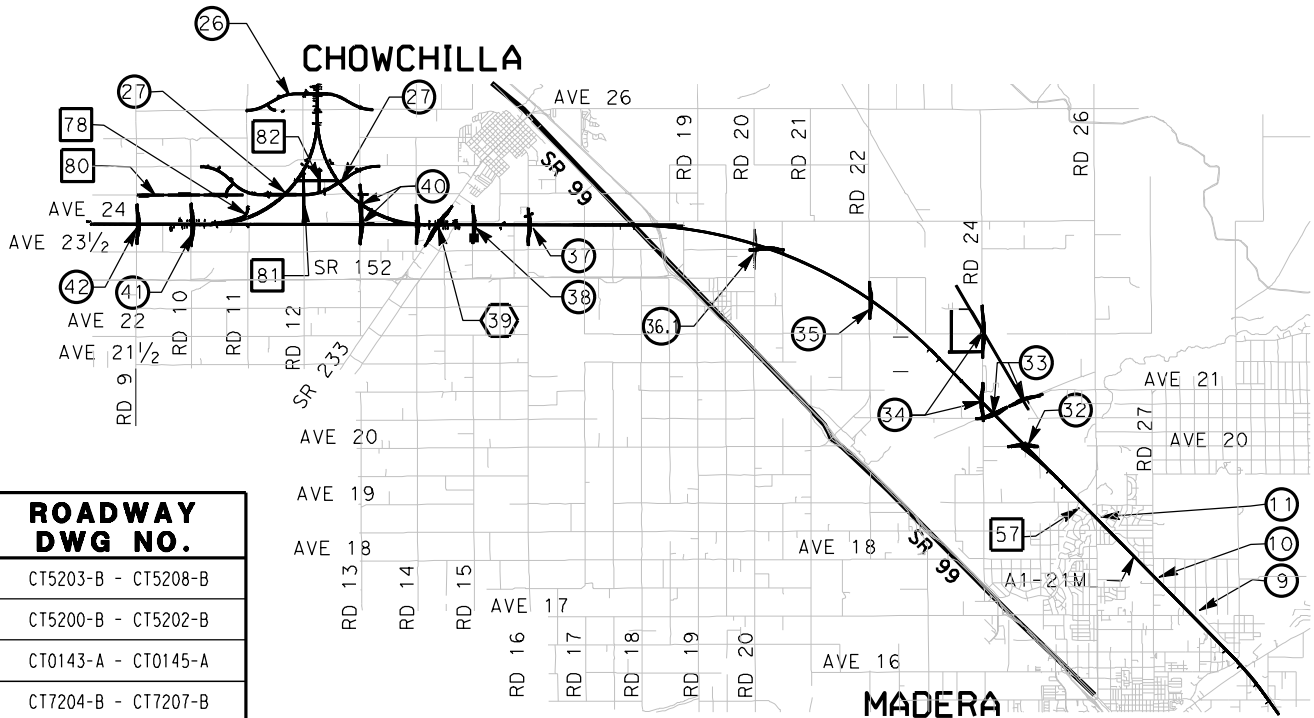 26
CHOWCHILLA
27
27
AVE 26
78
82
80
SR 99
RD 19
RD 20
RD 21
RD 22
RD 26
40
AVE 24
AVE 23½
RD 24
42
41
81
SR 152
37
38
39
36.1
35
RD 10
RD 11
RD 12
AVE 22
AVE 21½
RD 9
SR 233
33
34
32
AVE 21
RD 27
AVE 20
AVE 20
AVE 19
AVE 18
ROADWAY
DWG NO.
CT5203-B - CT5208-B
CT5200-B - CT5202-B
CT0143-A - CT0145-A
CT7204-B - CT7207-B
57
11
10
9
AVE 18
SR 99
A1-21M
RD 13
RD 14
RD 15
AVE 17
RD 16
RD 17
RD 18
RD 19
RD 20
AVE 16
MADERA